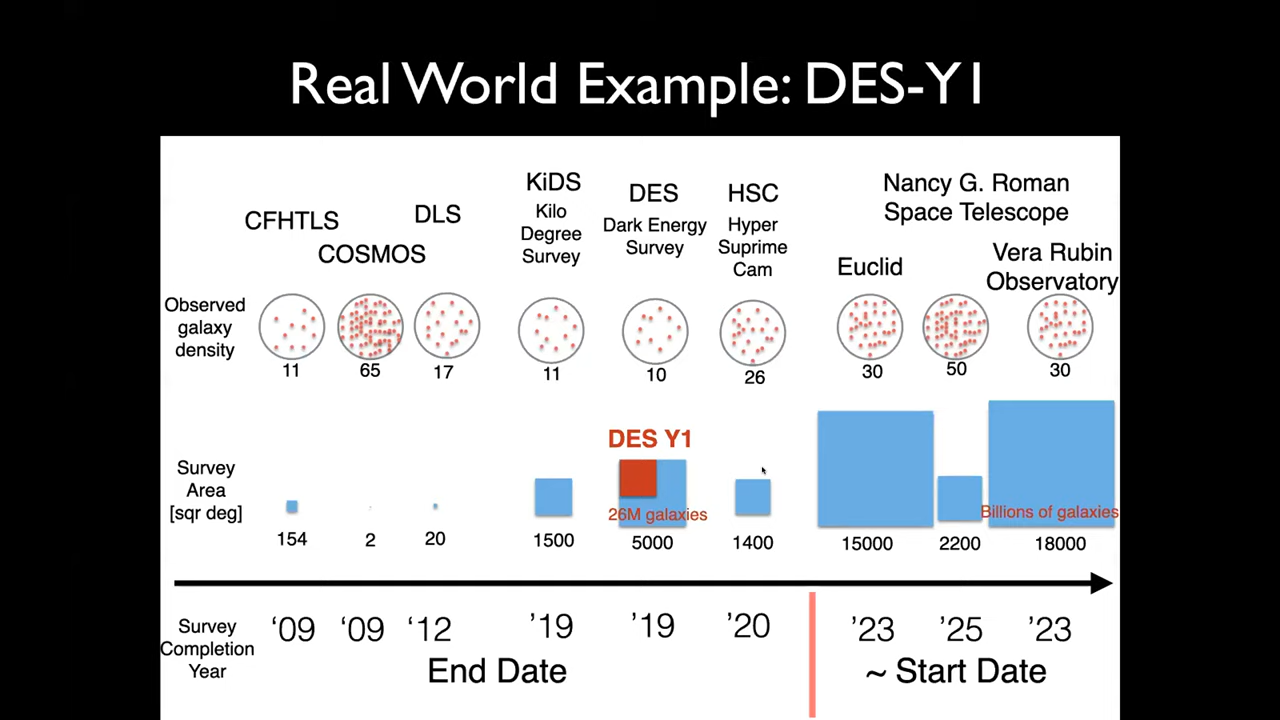 Real World Example: DES-Y1
CFHTLS
COSMOS
DLS
KiDS
Kilo
Degree
Survey
DES
Dark Energy
Survey
HSC
Hyper
Suprime
Cam
Nancy G. Roman
Space Telescope
Euclid
Vera Rubin
Observatory
Observed
galaxy
density
11 65 17 11 10 26 30 50 30
DES Y1
26M galaxies
Billions of galaxies
Survey
Area
[sqr deg]
154 2 20 1500 5000 1400 15000 2200 18000
Survey
Completion
Year
‘09 ‘09 ‘12 ’19 ’19 ’20 ’23 ’25 ’23
End Date
~ Start Date